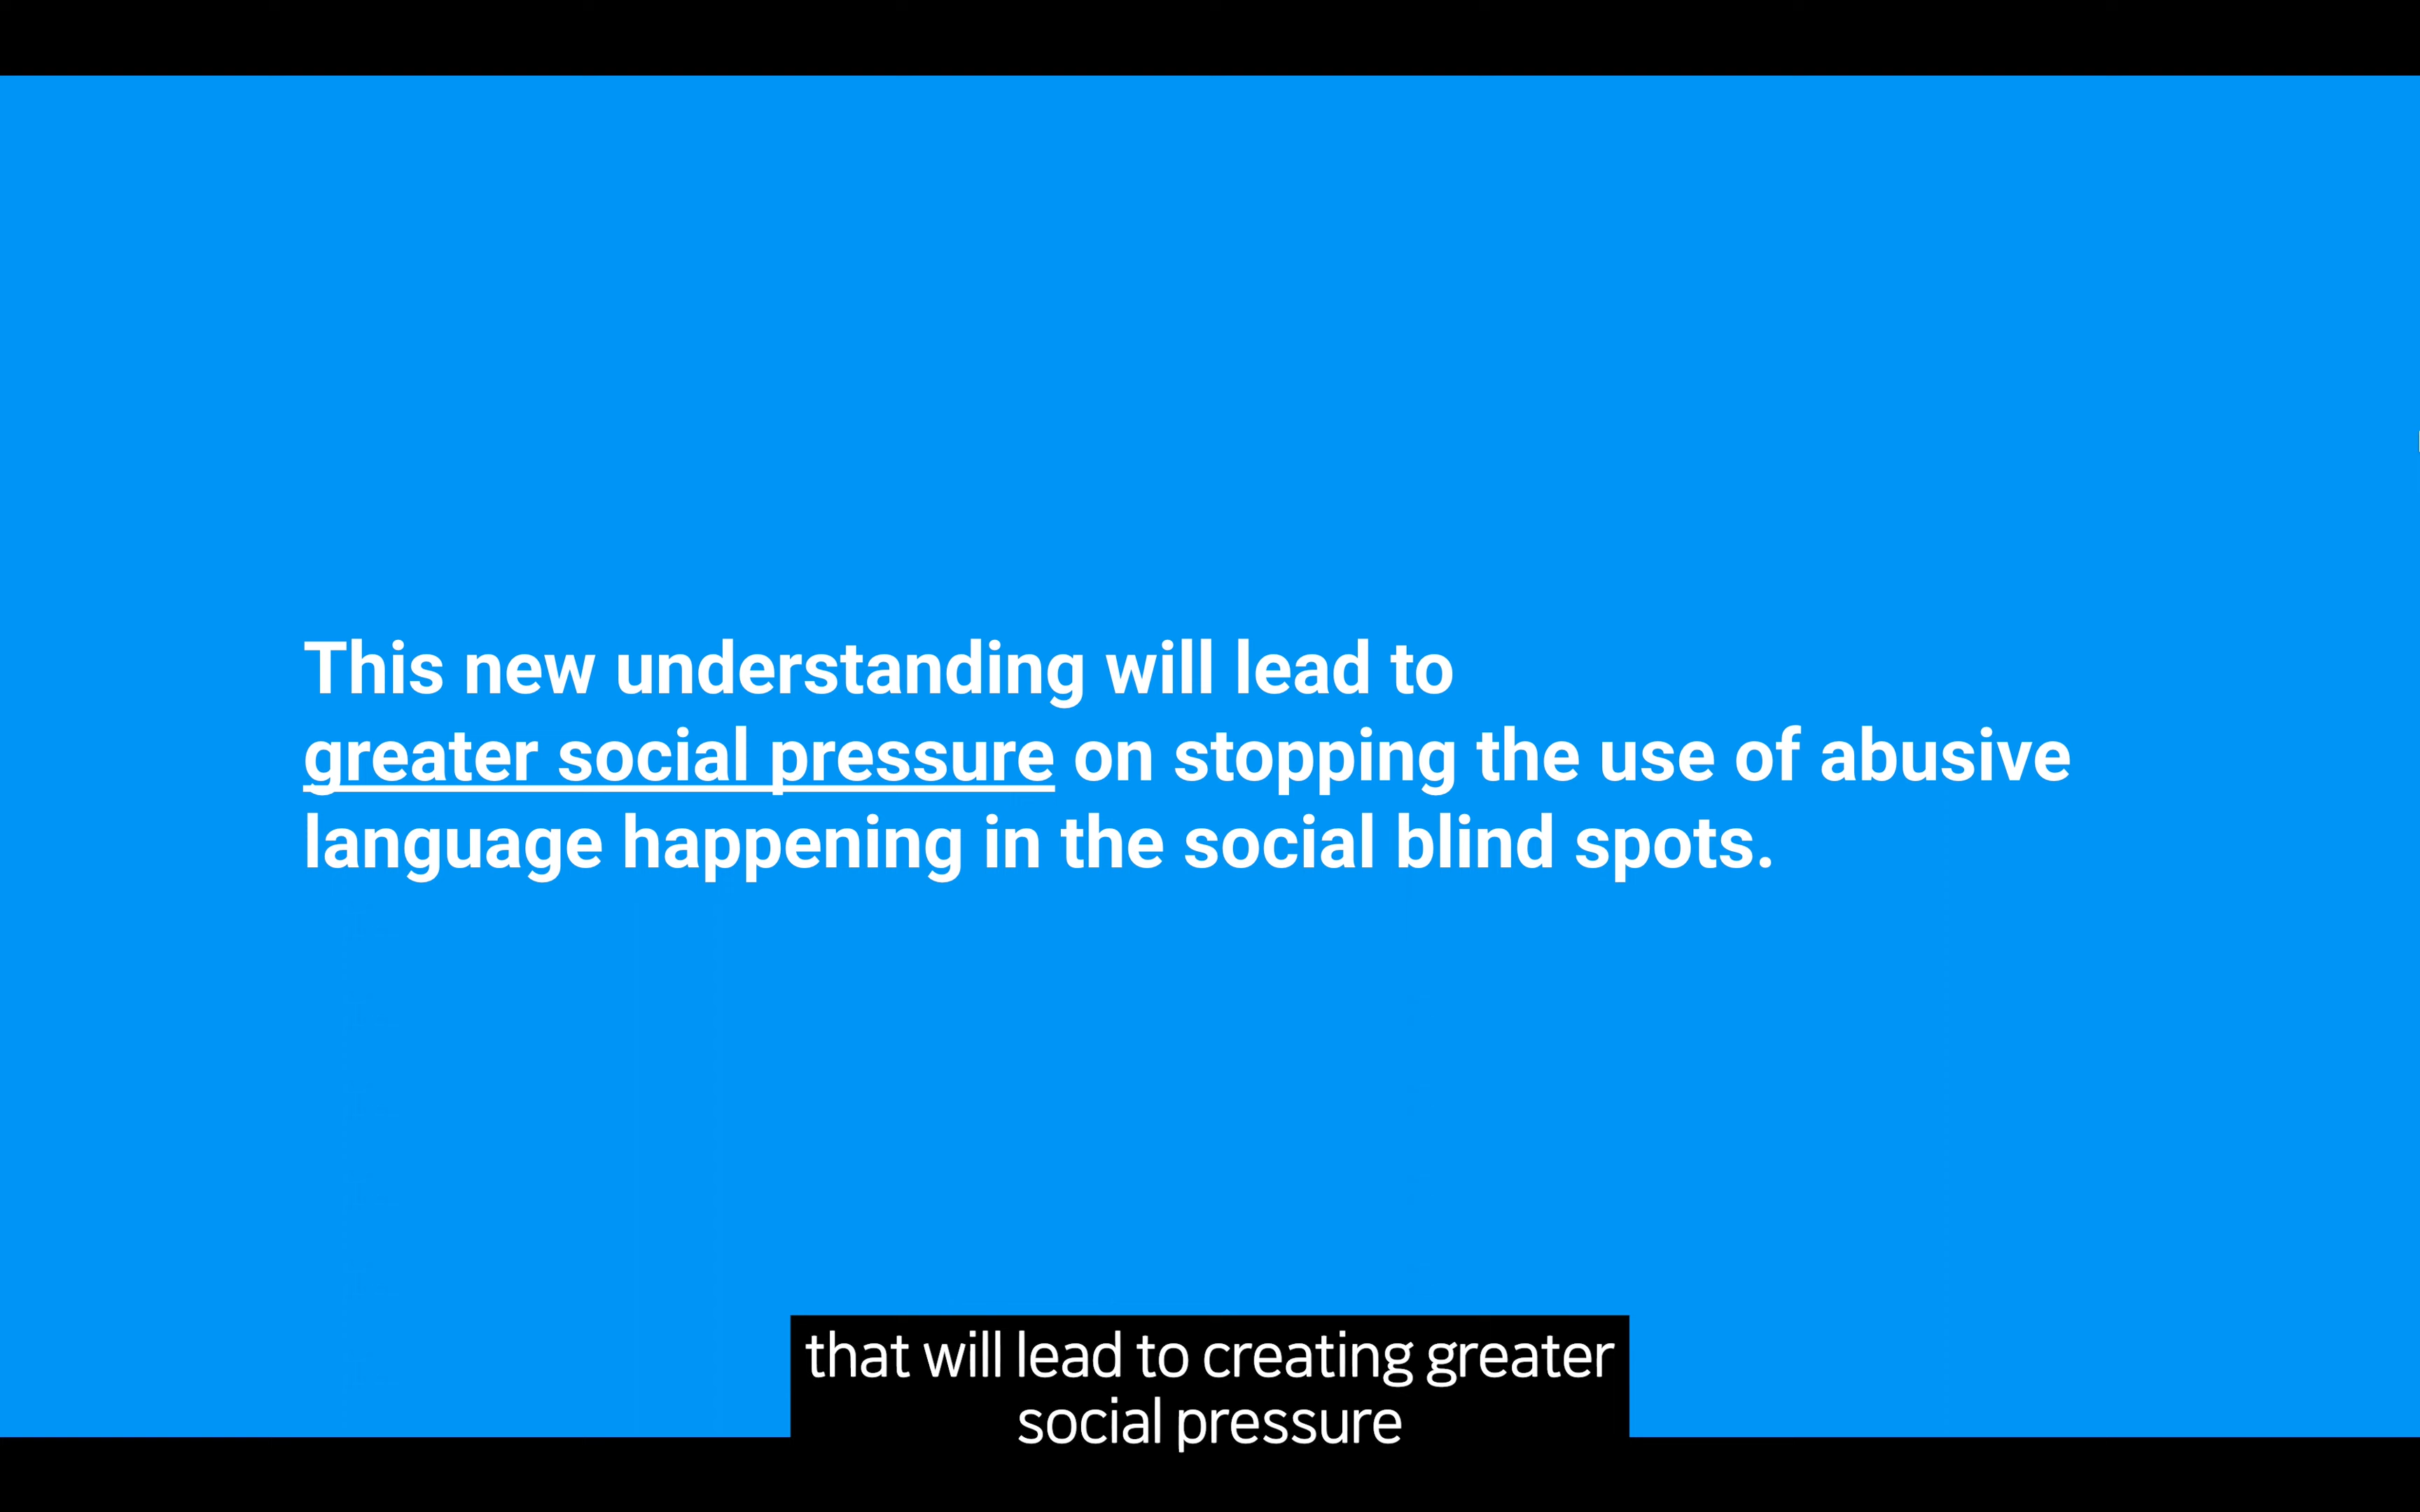 This new understanding will lead to
greater social pressure on stopping the use of abusive
language happening in the social blind spots.
that will lead to creating greater
social pressure